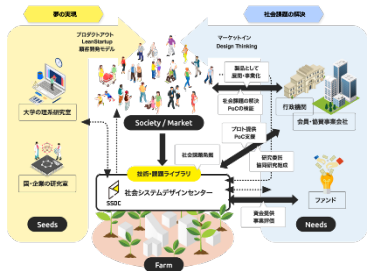 夢の実現
社会課題の解決
プロダクトアウト
LeanStartup
顧客開発モデル
マーケットイン
Design Thinking
製品として
展開・事業化
社会課題の解決
PoCの検証
行政機関
会員・協賛事業会社
大学の理系研究室
Society / Market
プロト提供
PoC支援
社会課題発掘
研究委託
協同研究組成
技術・課題ライブラリ
国・企業の研究室
SSDC
社会システムデザインセンター
ファンド
資金提供
事業評価
Seeds
Needs
Farm